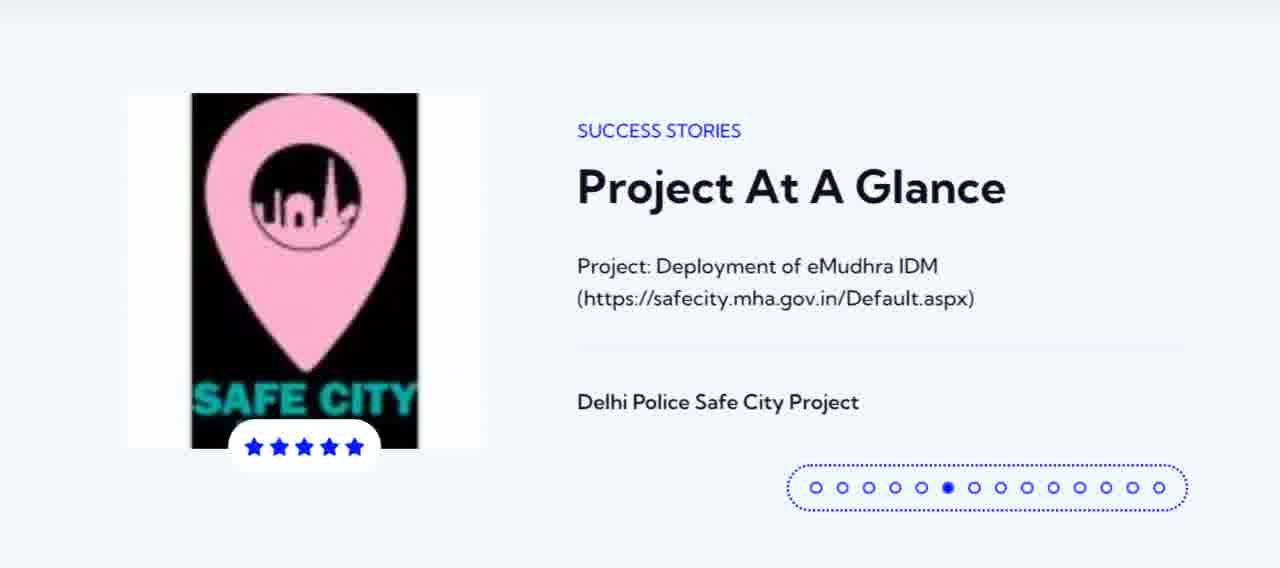 SAFE CITY
SUCCESS STORIES
Project At A Glance
Project: Deployment of eMudhra IDM
(https://safecity.mha.gov.in/Default.aspx)
Delhi Police Safe City Project